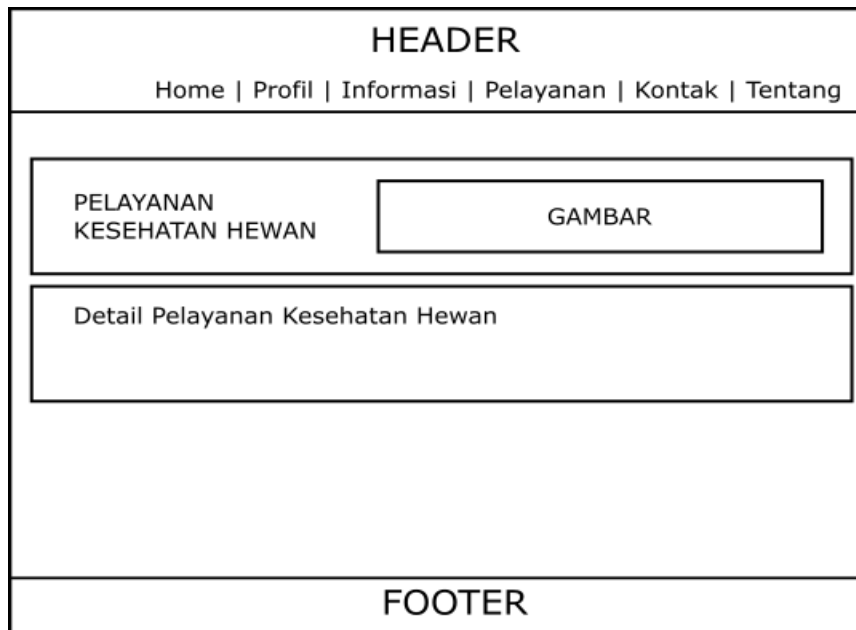 HEADER
Home | Profil | Informasi | Pelayanan | Kontak | Tentang
PELAYANAN
KESEHATAN HEWAN
GAMBAR
Detail Pelayanan Kesehatan Hewan
FOOTER